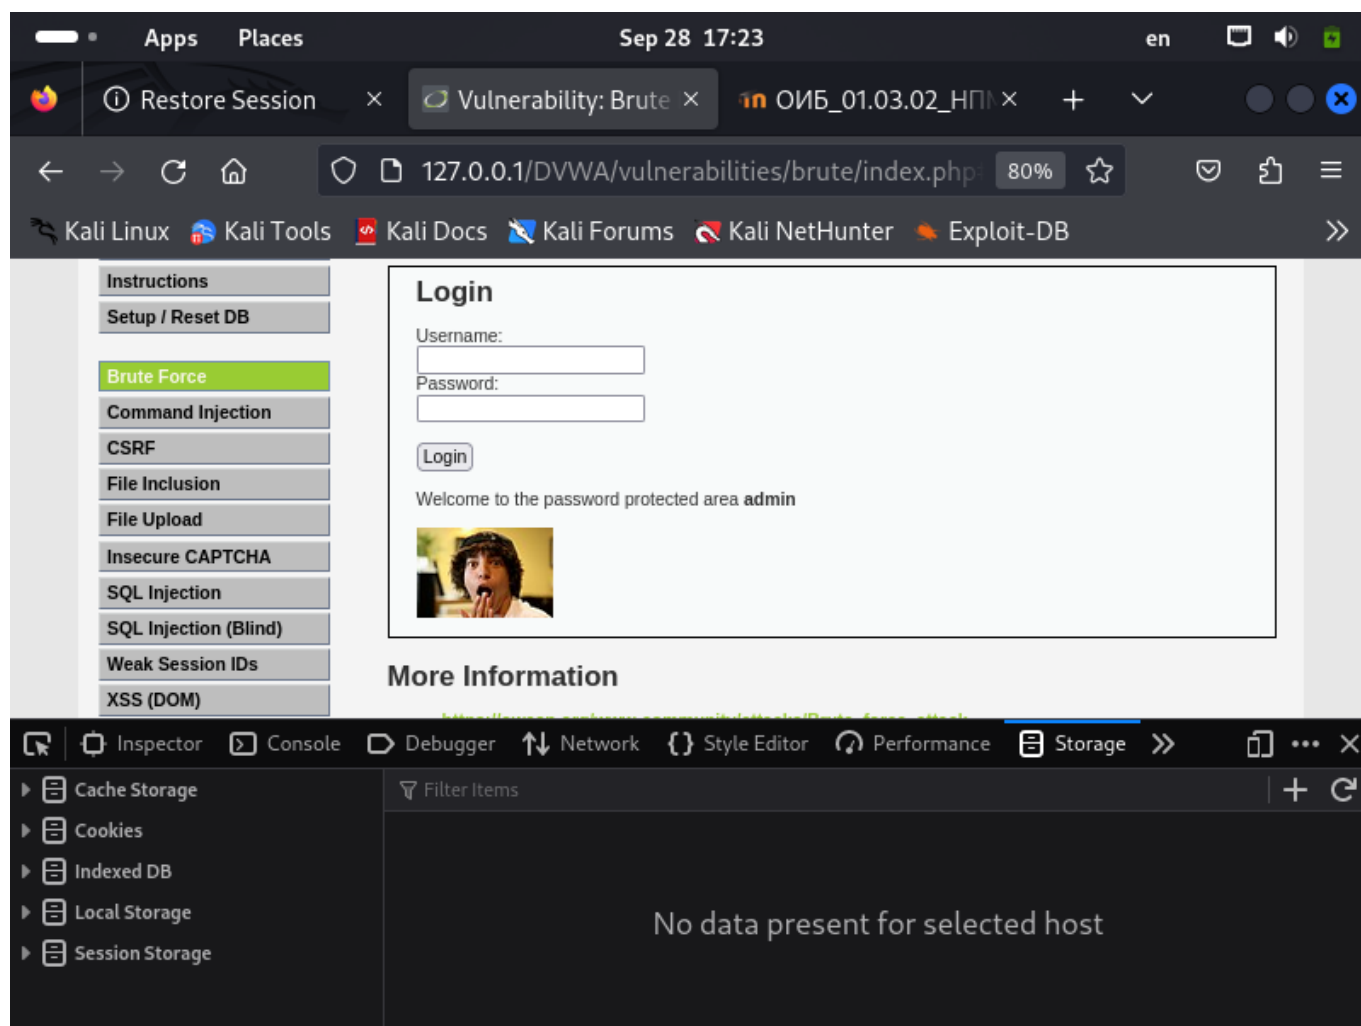 Apps Places Sep 28 17:23 en
Restore Session Vulnerability: Brute ОИБ_01.03.02_НПМ
127.0.0.1/DVWA/vulnerabilities/brute/index.php 80%
Kali Linux Kali Tools Kali Docs Kali Forums Kali NetHunter Exploit-DB
Instructions
Setup / Reset DB
Brute Force
Command Injection
CSRF
File Inclusion
File Upload
Insecure CAPTCHA
SQL Injection
SQL Injection (Blind)
Weak Session IDs
XSS (DOM)
Login
Username:
Password:
Login
Welcome to the password protected area admin
More Information
Inspector Console Debugger Network Style Editor Performance Storage
Cache Storage
Cookies
Indexed DB
Local Storage
Session Storage
Filter Items
No data present for selected host